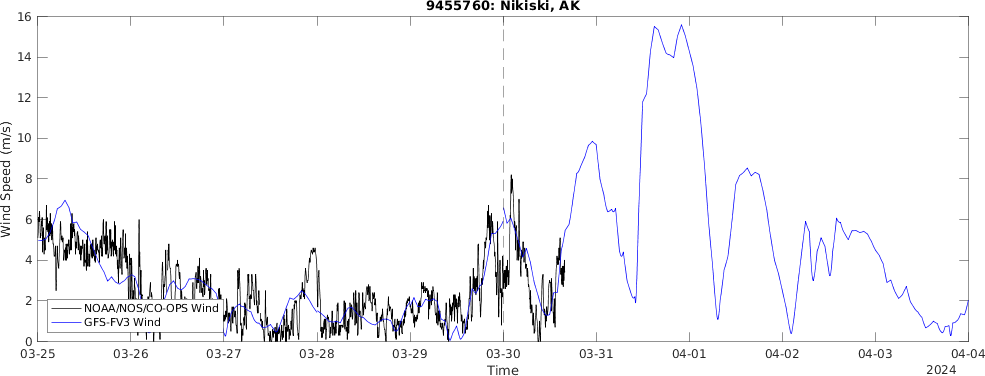 9455760: Nikiski, AK
16
14
12
10
8
6
4
2
0
Wind Speed (m/s)
NOAA/NOS/CO-OPS Wind
GFS-FV3 Wind
03-25 03-26 03-27 03-28 03-29 03-30 03-31 04-01 04-02 04-03 04-04
Time
2024